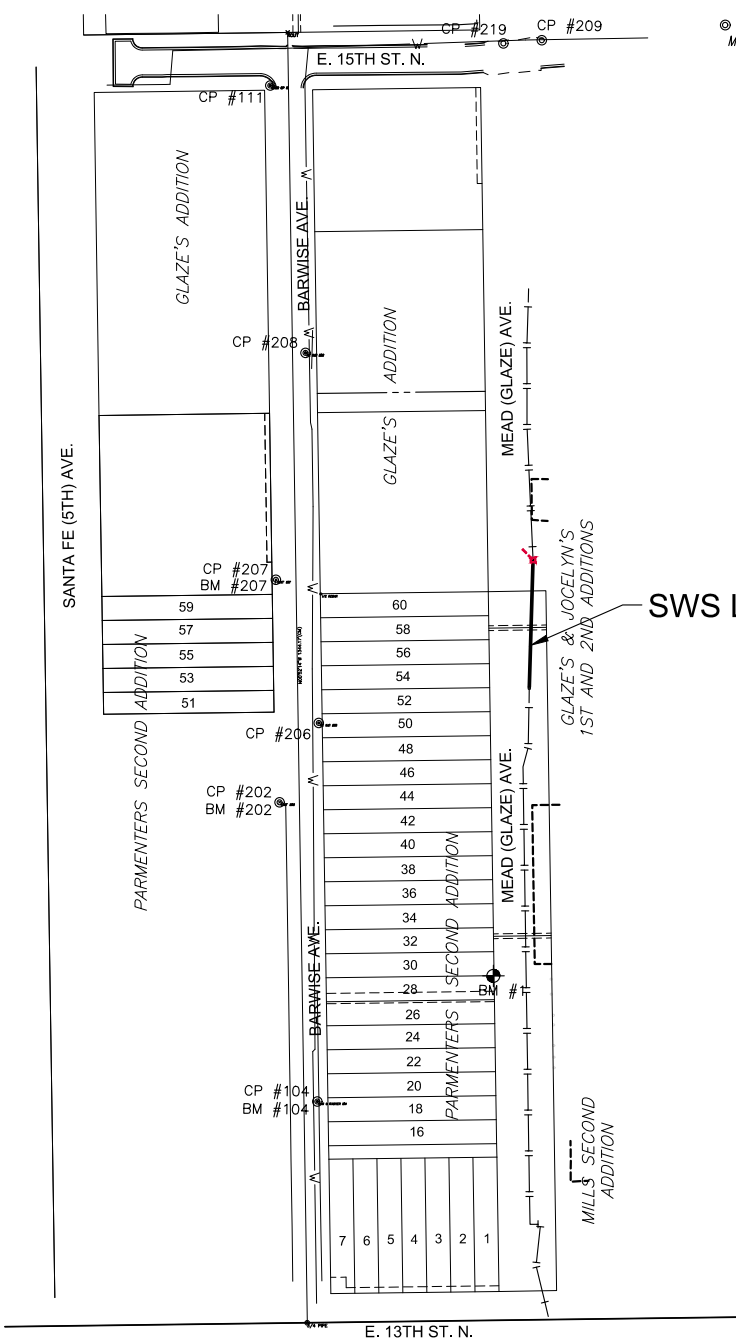 CP #219
CP #209
M
W
E. 15TH ST. N.
CP #111
GLAZE'S ADDITION
W
BARWISE AVE.
ADDITION
GLAZE'S
MEAD (GLAZE) AVE.
CP #208
W
SANTA FE (5TH) AVE.
GLAZE'S & JOCELYN'S
1ST AND 2ND ADDITIONS
SWS L
CP #207
BM #207
W
59
57
55
53
51
60
58
56
54
52
50
48
46
44
42
40
38
36
34
32
30
28
26
24
22
20
18
16
PARMENTERS SECOND ADDITION
CP #206
W
CP #202
BM #202
MEAD (GLAZE) AVE.
PARMENTERS SECOND ADDITION
BARWISE AVE.
W
BM #1
CP #104
BM #104
MILLS SECOND
ADDITION
W
7 6 5 4 3 2 1
E. 13TH ST. N.